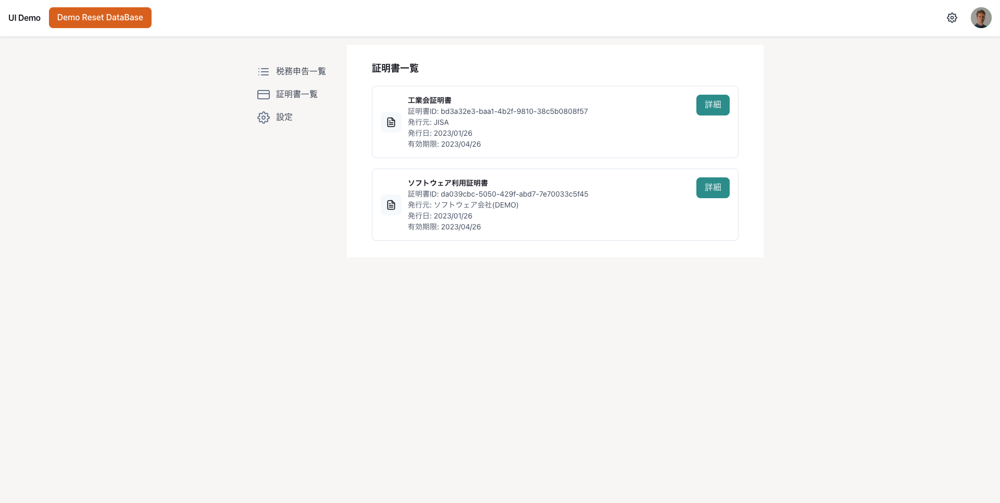 UI Demo
Demo Reset DataBase
税務申告一覧
証明書一覧
設定
証明書一覧
工業会証明書
証明書ID: bd3a32e3-baa1-4b2f-9810-38c5b0808f57
発行元: JISA
発行日: 2023/01/26
有効期限: 2023/04/26
詳細
ソフトウェア利用証明書
証明書ID: da039cbc-5050-429f-abd7-7e70033c5f45
発行元: ソフトウェア会社(DEMO)
発行日: 2023/01/26
有効期限: 2023/04/26
詳細